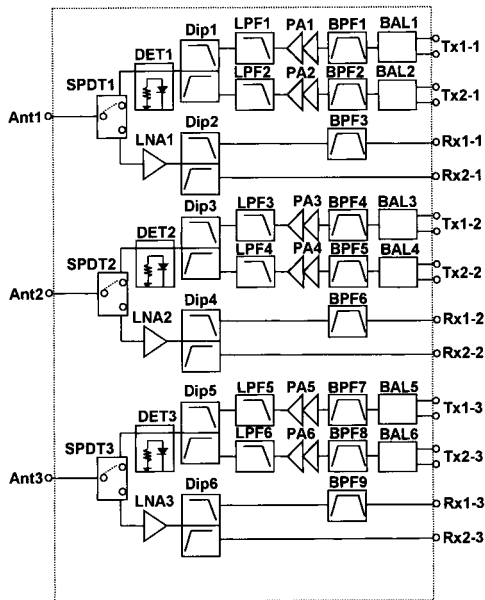 Dip1 LPF1 PA1 BPF1 BAL1
Tx1-1
DET1
LPF2 PA2 BPF2 BAL2
SPDT1
Tx2-1
Ant1
LNA1 Dip2 BPF3
Rx1-1
Rx2-1
Dip3 LPF3 PA3 BPF4 BAL3
Tx1-2
DET2
LPF4 PA4 BPF5 BAL4
SPDT2
Tx2-2
Ant2
LNA2 Dip4 BPF6
Rx1-2
Rx2-2
Dip5 LPF5 PA5 BPF7 BAL5
Tx1-3
DET3
LPF6 PA6 BPF8 BAL6
SPDT3
Tx2-3
Ant3
LNA3 Dip6 BPF9
Rx1-3
Rx2-3